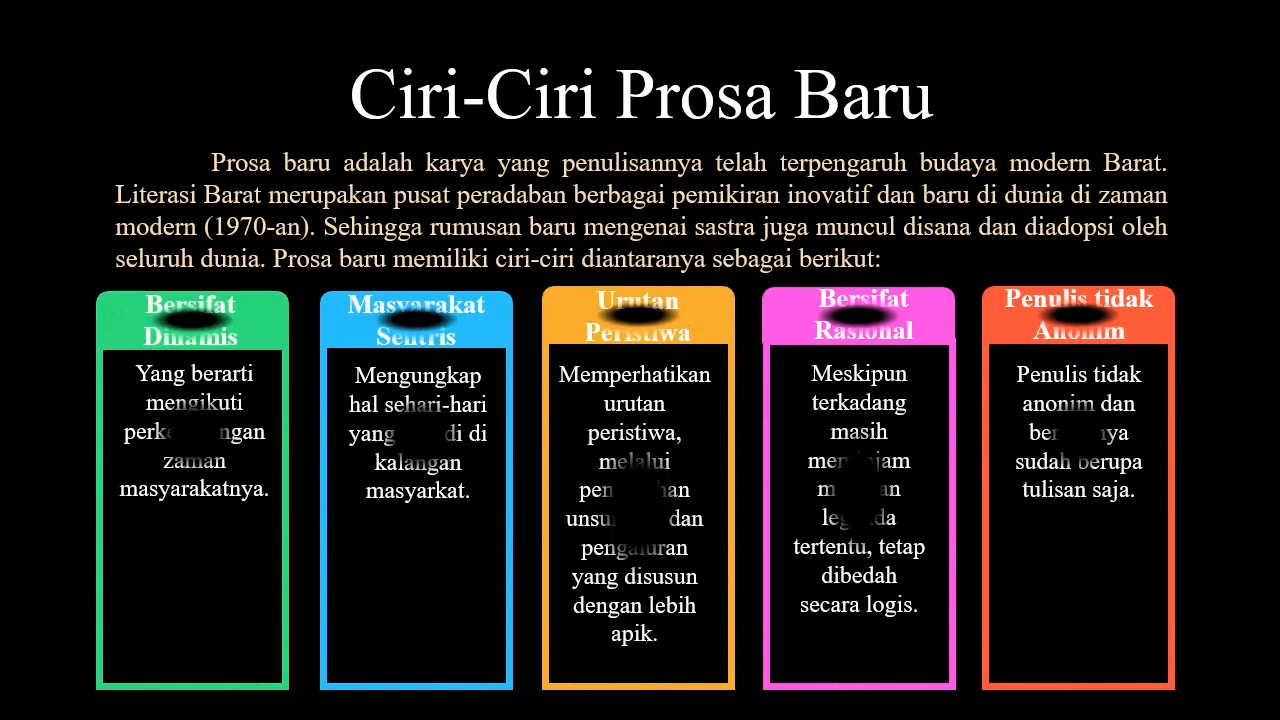 Ciri-Ciri Prosa Baru
Prosa baru adalah karya yang penulisannya telah terpengaruh budaya modern Barat.
Literasi Barat merupakan pusat peradaban berbagai pemikiran inovatif dan baru di dunia di zaman
modern (1970-an). Sehingga rumusan baru mengenai sastra juga muncul disana dan diadopsi oleh
seluruh dunia. Prosa baru memiliki ciri-ciri diantaranya sebagai berikut:
Bersifat
Dinamis
Yang berarti
mengikuti
zaman
masyarakatnya.
Masyarakat
Sentris
Mengungkap
hal sehari-hari
yang di
kalangan
masyarkat.
Urutan
Peristiwa
Memperhatikan
urutan
peristiwa,
melalui
dan
pengaluran
yang disusun
dengan lebih
apik.
Bersifat
Rasional
Meskipun
terkadang
masih
legenda
tertentu, tetap
dibedah
secara logis.
Penulis tidak
Anonim
Penulis tidak
anonim dan
sudah berupa
tulisan saja.